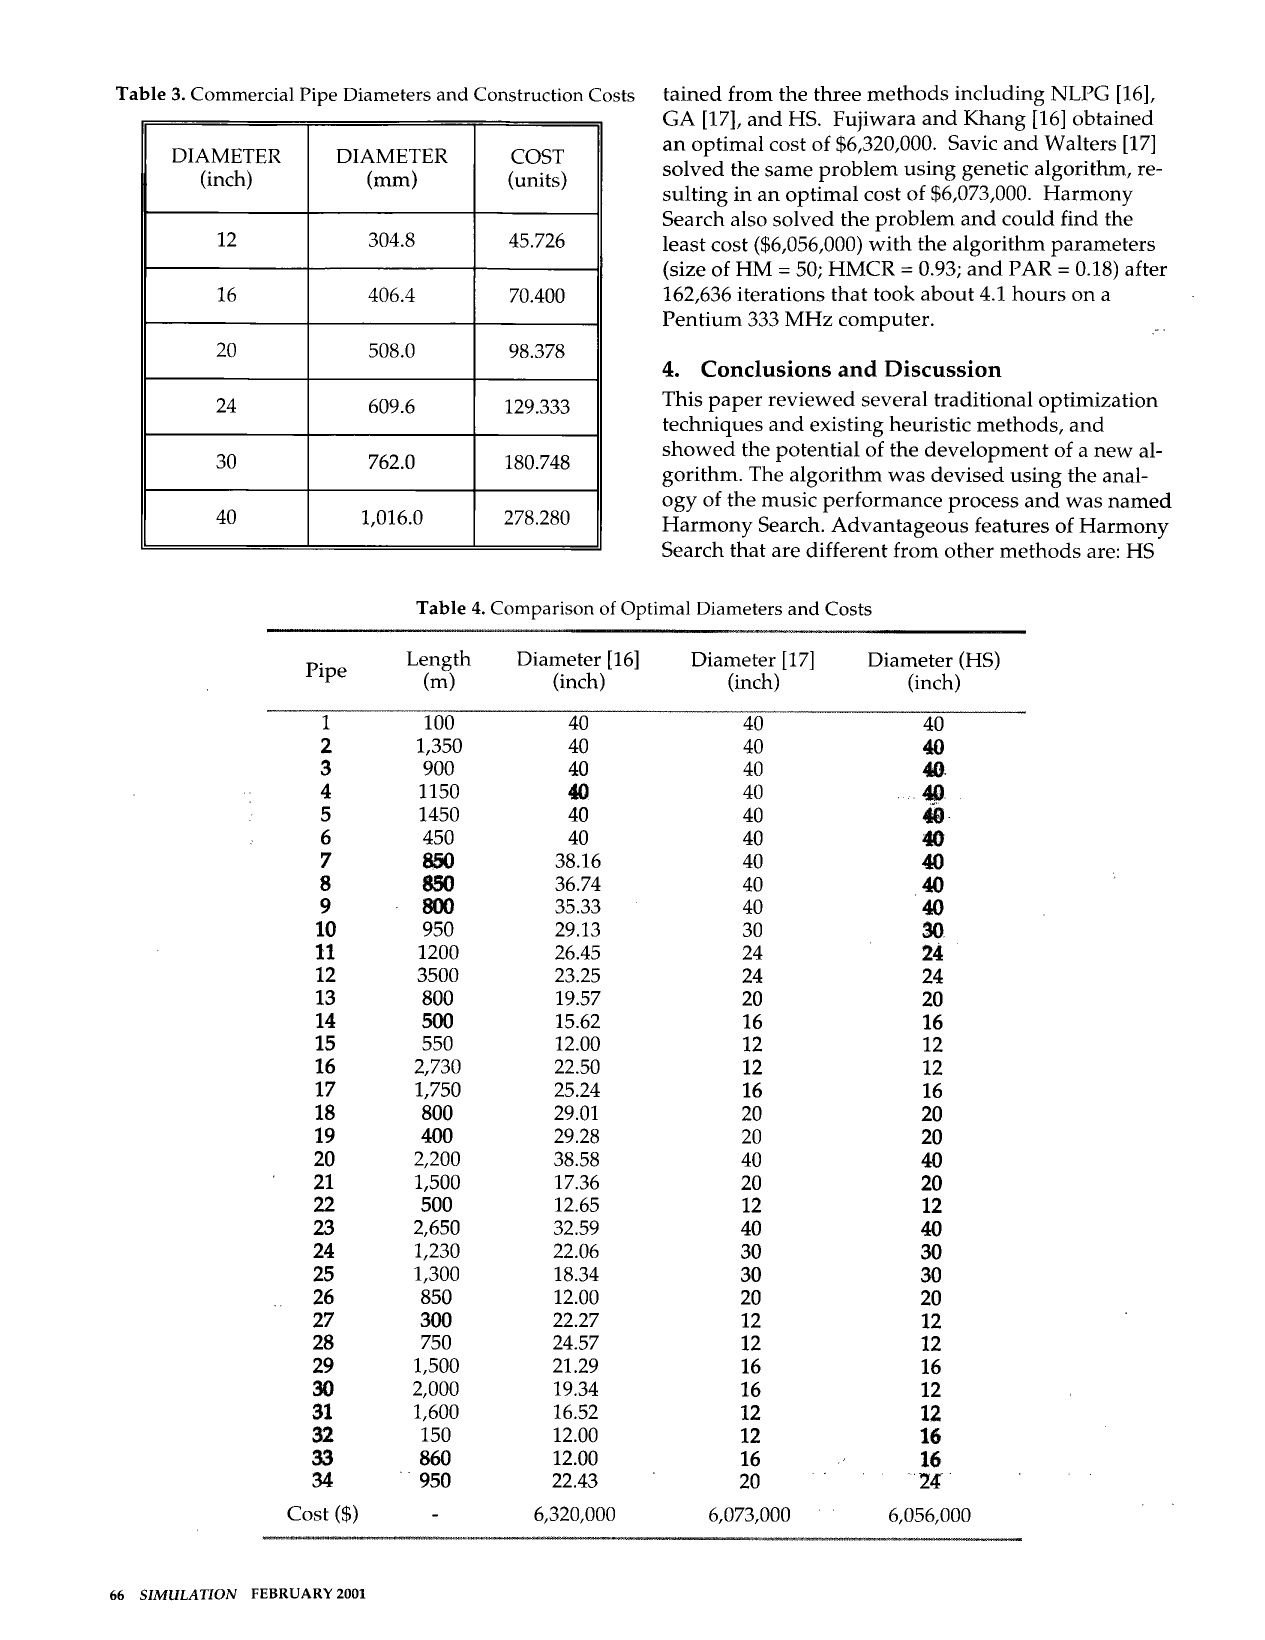 Table 3. Commercial Pipe Diameters and Construction Costs
DIAMETER (inch) DIAMETER (mm) COST (units)
12 304.8 45.726
16 406.4 70.400
20 508.0 98.378
24 609.6 129.333
30 762.0 180.748
40 1,016.0 278.280
tained from the three methods including NLPG [16],
GA [17], and HS. Fujiwara and Khang [16] obtained
an optimal cost of $6,320,000. Savic and Walters [17]
solved the same problem using genetic algorithm, re-
sulting in an optimal cost of $6,073,000. Harmony
Search also solved the problem and could find the
least cost ($6,056,000) with the algorithm parameters
(size of HM = 50; HMCR = 0.93; and PAR = 0.18) after
162,636 iterations that took about 4.1 hours on a
Pentium 333 MHz computer.
4. Conclusions and Discussion
This paper reviewed several traditional optimization
techniques and existing heuristic methods, and
showed the potential of the development of a new al-
gorithm. The algorithm was devised using the anal-
ogy of the music performance process and was named
Harmony Search. Advantageous features of Harmony
Search that are different from other methods are: HS
Table 4. Comparison of Optimal Diameters and Costs
Pipe Length (m) Diameter [16] (inch) Diameter [17] (inch) Diameter (HS) (inch)
1 100 40 40 40
2 1,350 40 40 40
3 900 40 40 40
4 1150 40 40 40
5 1450 40 40 40
6 450 40 40 40
7 850 38.16 40 40
8 850 36.74 40 40
9 800 35.33 40 40
10 950 29.13 30 30
11 1200 26.45 24 24
12 3500 23.25 24 24
13 800 19.57 20 20
14 500 15.62 16 16
15 550 12.00 12 12
16 2,730 22.50 12 12
17 1,750 25.24 16 16
18 800 29.01 20 20
19 400 29.28 20 20
20 2,200 38.58 40 40
21 1,500 17.36 20 20
22 500 12.65 12 12
23 2,650 32.59 40 40
24 1,230 22.06 30 30
25 1,300 18.34 30 30
26 850 12.00 20 20
27 300 22.27 12 12
28 750 24.57 12 12
29 1,500 21.29 16 16
30 2,000 19.34 16 12
31 1,600 16.52 12 12
32 150 12.00 12 16
33 860 12.00 16 16
34 950 22.43 20 24
Cost ($) - 6,320,000 6,073,000 6,056,000
66 SIMULATION FEBRUARY 2001